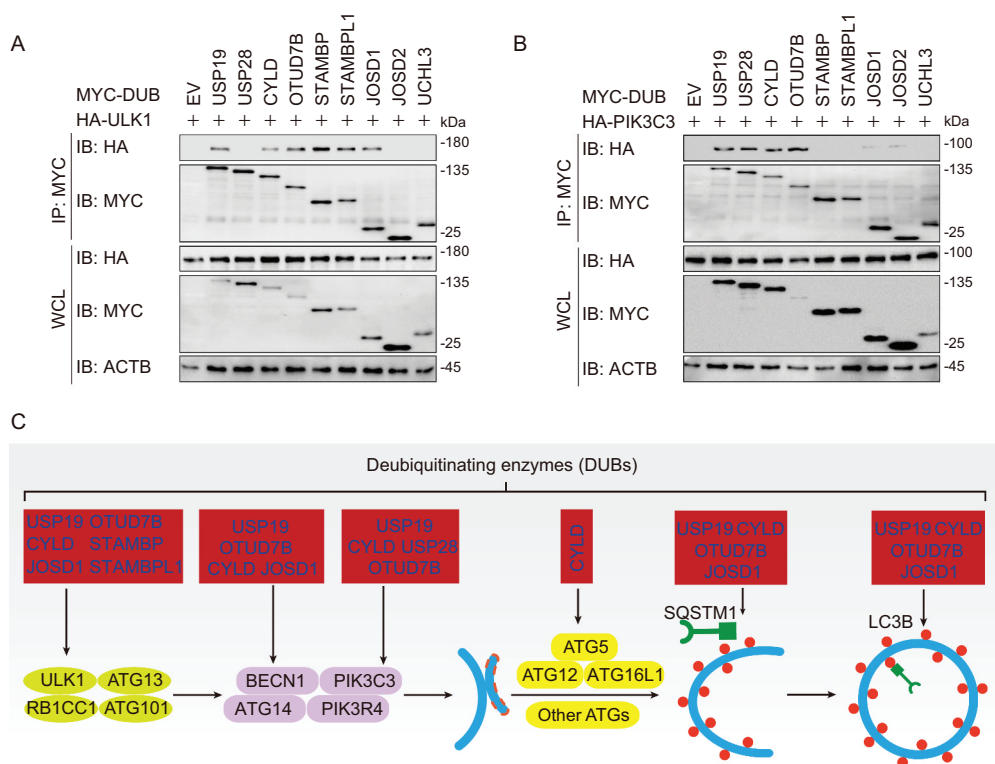 A
MYC-DUB
EV
USP19
USP28
CYLD
OTUD7B
STAMBP
STAMBPL1
JOSD1
JOSD2
UCHL3
HA-ULK1 + + + + + + + + + + kDa
IP: MYC
IB: HA -180
-135
IB: MYC
-25
WCL
IB: HA -180
-135
IB: MYC
-25
IB: ACTB -45
B
MYC-DUB
EV
USP19
USP28
CYLD
OTUD7B
STAMBP
STAMBPL1
JOSD1
JOSD2
UCHL3
HA-PIK3C3 + + + + + + + + + + kDa
IP: MYC
IB: HA -100
-135
IB: MYC
-25
WCL
IB: HA -100
-135
IB: MYC
-25
IB: ACTB -45
C
Deubiquitinating enzymes (DUBs)
USP19 OTUD7B
CYLD STAMBP
JOSD1 STAMBPL1
USP19
OTUD7B
CYLD JOSD1
USP19
CYLD USP28
OTUD7B
CYLD
USP19 CYLD
OTUD7B
JOSD1
USP19 CYLD
OTUD7B
JOSD1
ULK1 ATG13
RB1CC1 ATG101
BECN1 PIK3C3
ATG14 PIK3R4
ATG5
ATG12 ATG16L1
Other ATGs
SQSTM1
LC3B